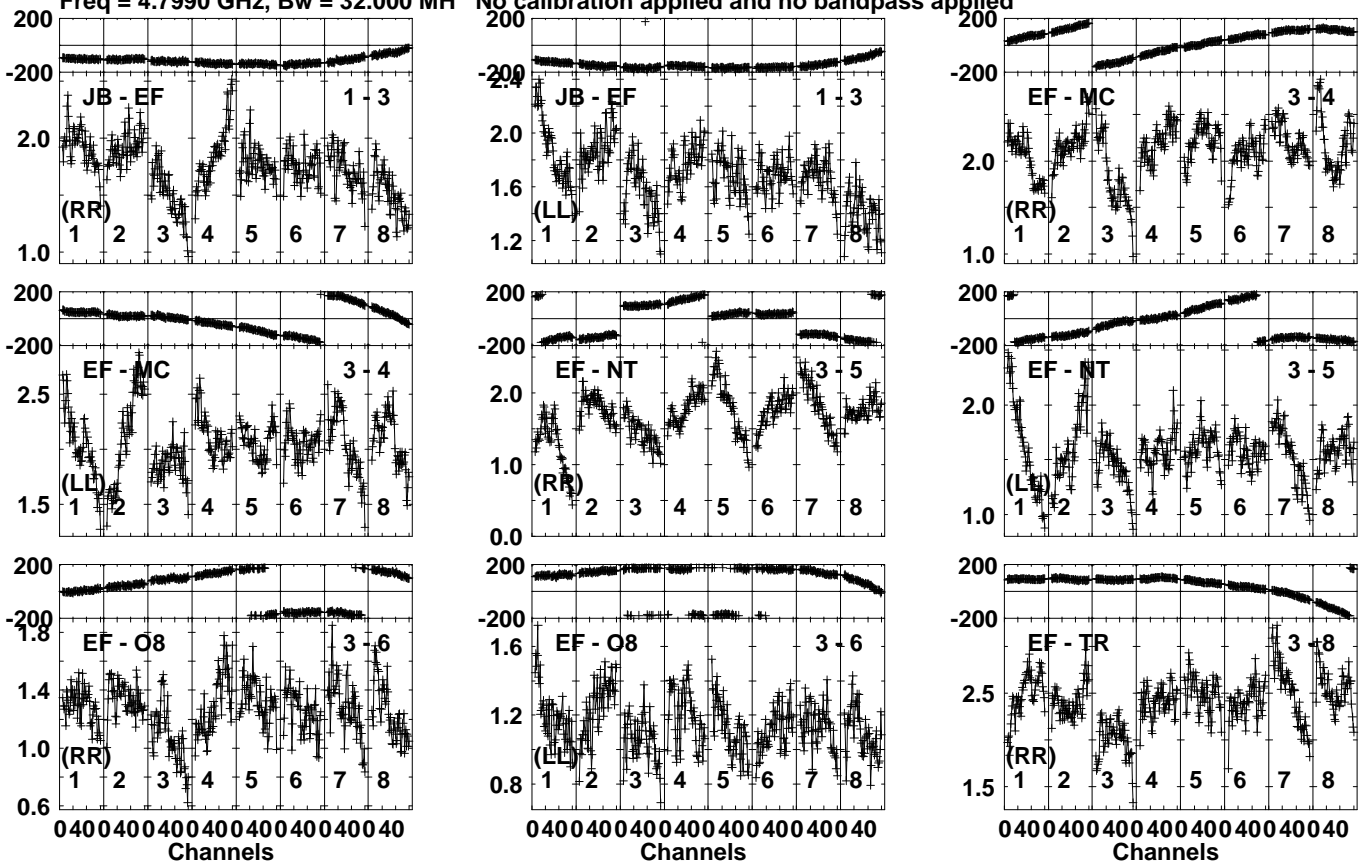 Freq = 4.7990 GHz, Bw = 32.000 MH No calibration applied and no bandpass applied
200 200 200
-200 -200 -200
2.4
JB - EF 1 - 3 JB - EF 1 - 3 EF - MC 3 - 4
2.0 2.0 2.0
1.6
(RR) (LL) (RR)
1 2 3 4 5 6 7 8 1 2 3 4 5 6 7 8 1 2 3 4 5 6 7 8
1.0 1.2 1.0
200 200 200
-200 -200 -200
EF - MC 3 - 4 EF - NT 3 - 5 EF - NT 3 - 5
2.5 2.0 2.0
1.0
(LL) (RR) (LL)
1.5 1 2 3 4 5 6 7 8 1 2 3 4 5 6 7 8 1.0 1 2 3 4 5 6 7 8
0.0
200 200 200
-200 -200 -200
1.8
EF - O8 3 - 6 EF - O8 3 - 6 EF - TR 3 - 8
1.6
1.4 2.5
1.2
1.0
(RR) (LL) (RR)
1 2 3 4 5 6 7 8 0.8 1 2 3 4 5 6 7 8 1.5 1 2 3 4 5 6 7 8
0.6
0 40 0 40 0 40 0 40 0 40 0 40 0 40 0 40 0 40 0 40 0 40 0 40 0 40 0 40 0 40 0 40 0 40 0 40 0 40 0 40 0 40 0 40 0 40 0 40
Channels Channels Channels